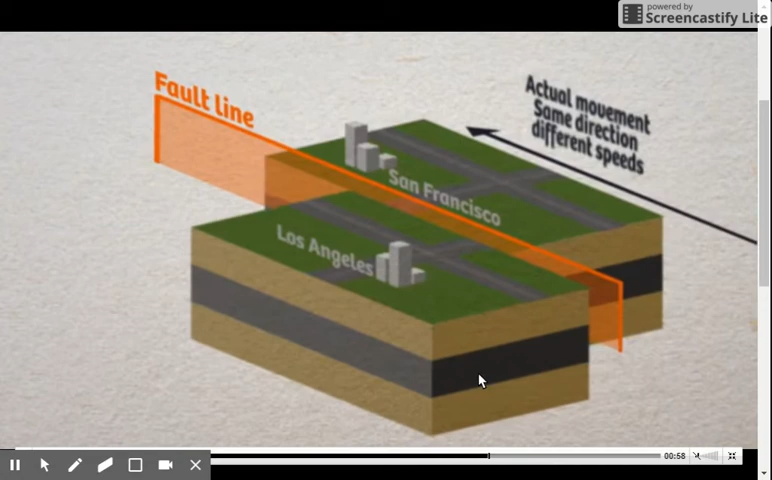 powered by
Screencastify Lite
Fault line
Actual movement
Same direction
different speeds
San Francisco
Los Angeles
00:58